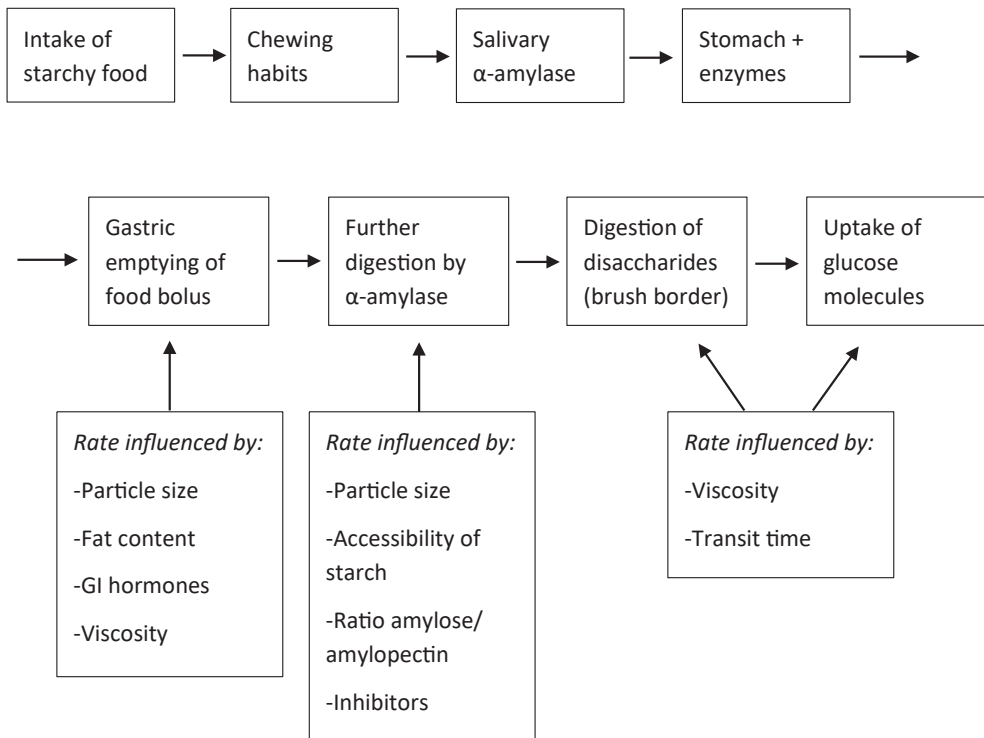 Intake of
starchy food
Chewing
habits
Salivary
α-amylase
Stomach +
enzymes
Gastric
emptying of
food bolus
Further
digestion by
α-amylase
Digestion of
disaccharides
(brush border)
Uptake of
glucose
molecules
Rate influenced by:
-Particle size
-Fat content
-GI hormones
-Viscosity
Rate influenced by:
-Particle size
-Accessibility of
starch
-Ratio amylose/
amylopectin
-Inhibitors
Rate influenced by:
-Viscosity
-Transit time